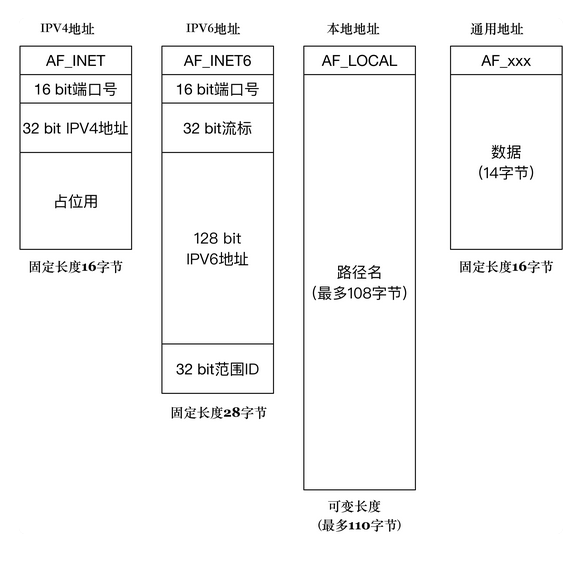 IPV4地址
AF_INET
16 bit端口号
32 bit IPV4地址
占位用
固定长度16字节
IPV6地址
AF_INET6
16 bit端口号
32 bit流标
128 bit
IPV6地址
32 bit范围ID
固定长度28字节
本地地址
AF_LOCAL
路径名
(最多108字节)
可变长度
(最多110字节)
通用地址
AF_xxx
数据
(14字节)
固定长度16字节